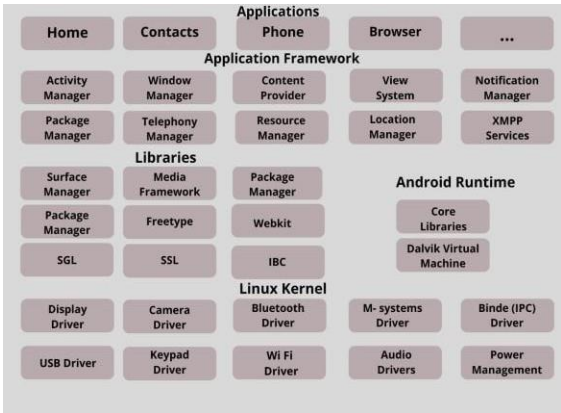 Applications
Home
Contacts
Phone
Browser
...
Application Framework
Activity
Manager
Window
Manager
Content
Provider
View
System
Notification
Manager
Package
Manager
Telephony
Manager
Resource
Manager
Location
Manager
XMPP
Services
Libraries
Surface
Manager
Media
Framework
Package
Manager
Package
Manager
Freetype
Webkit
SGL
SSL
IBC
Android Runtime
Core
Libraries
Dalvik Virtual
Machine
Linux Kernel
Display
Driver
Camera
Driver
Bluetooth
Driver
M- systems
Driver
Binde (IPC)
Driver
USB Driver
Keypad
Driver
Wi Fi
Driver
Audio
Drivers
Power
Management